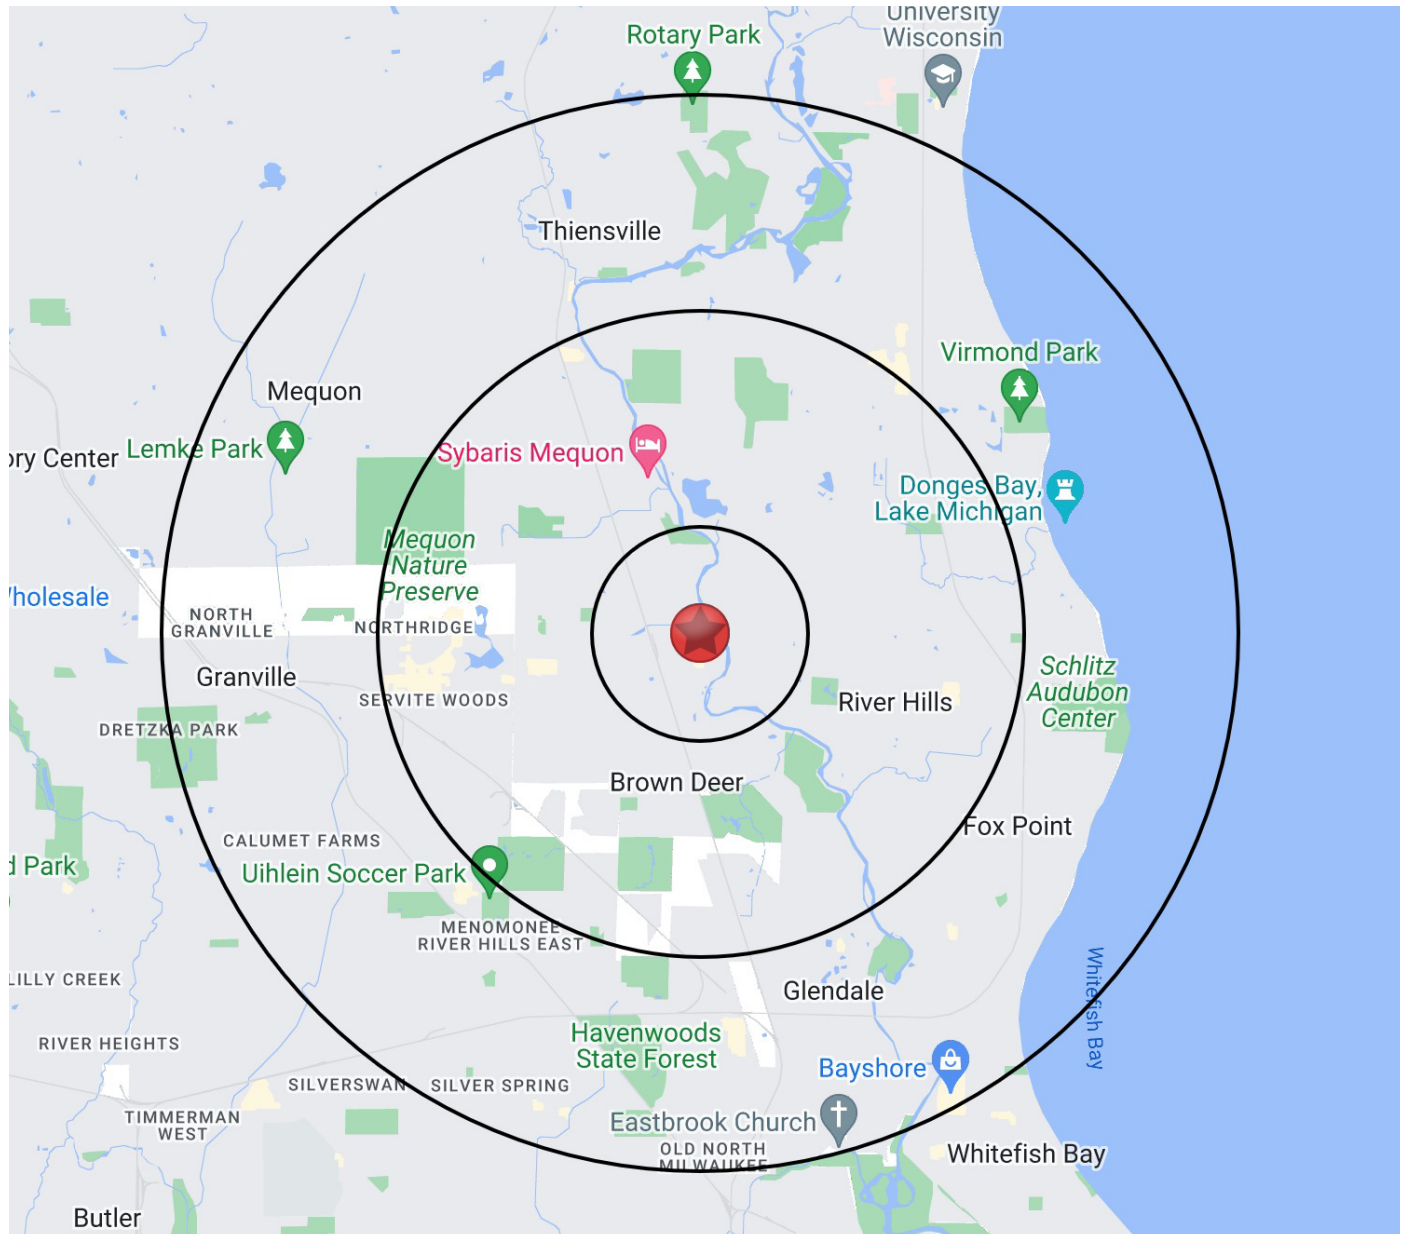 University
Wisconsin
Rotary Park
Thiensville
Virmond Park
Mequon
Lemke Park
ory Center
Sybaris Mequon
Donges Bay,
Lake Michigan
Mequon
Nature
Preserve
holesale
NORTH
GRANVILLE
NORTHRIDGE
Granville
SERVITE WOODS
River Hills
Schlitz
Audubon
Center
DRETZKA PARK
Brown Deer
Fox Point
CALUMET FARMS
d Park
Uihlein Soccer Park
MENOMONEE
RIVER HILLS EAST
LILLY CREEK
Glendale
Whitefish Bay
RIVER HEIGHTS
Havenwoods
State Forest
Bayshore
SILVERSWAN
SILVER SPRING
TIMMERMAN
WEST
Eastbrook Church
OLD NORTH
MILWAUKEE
Whitefish Bay
Butler